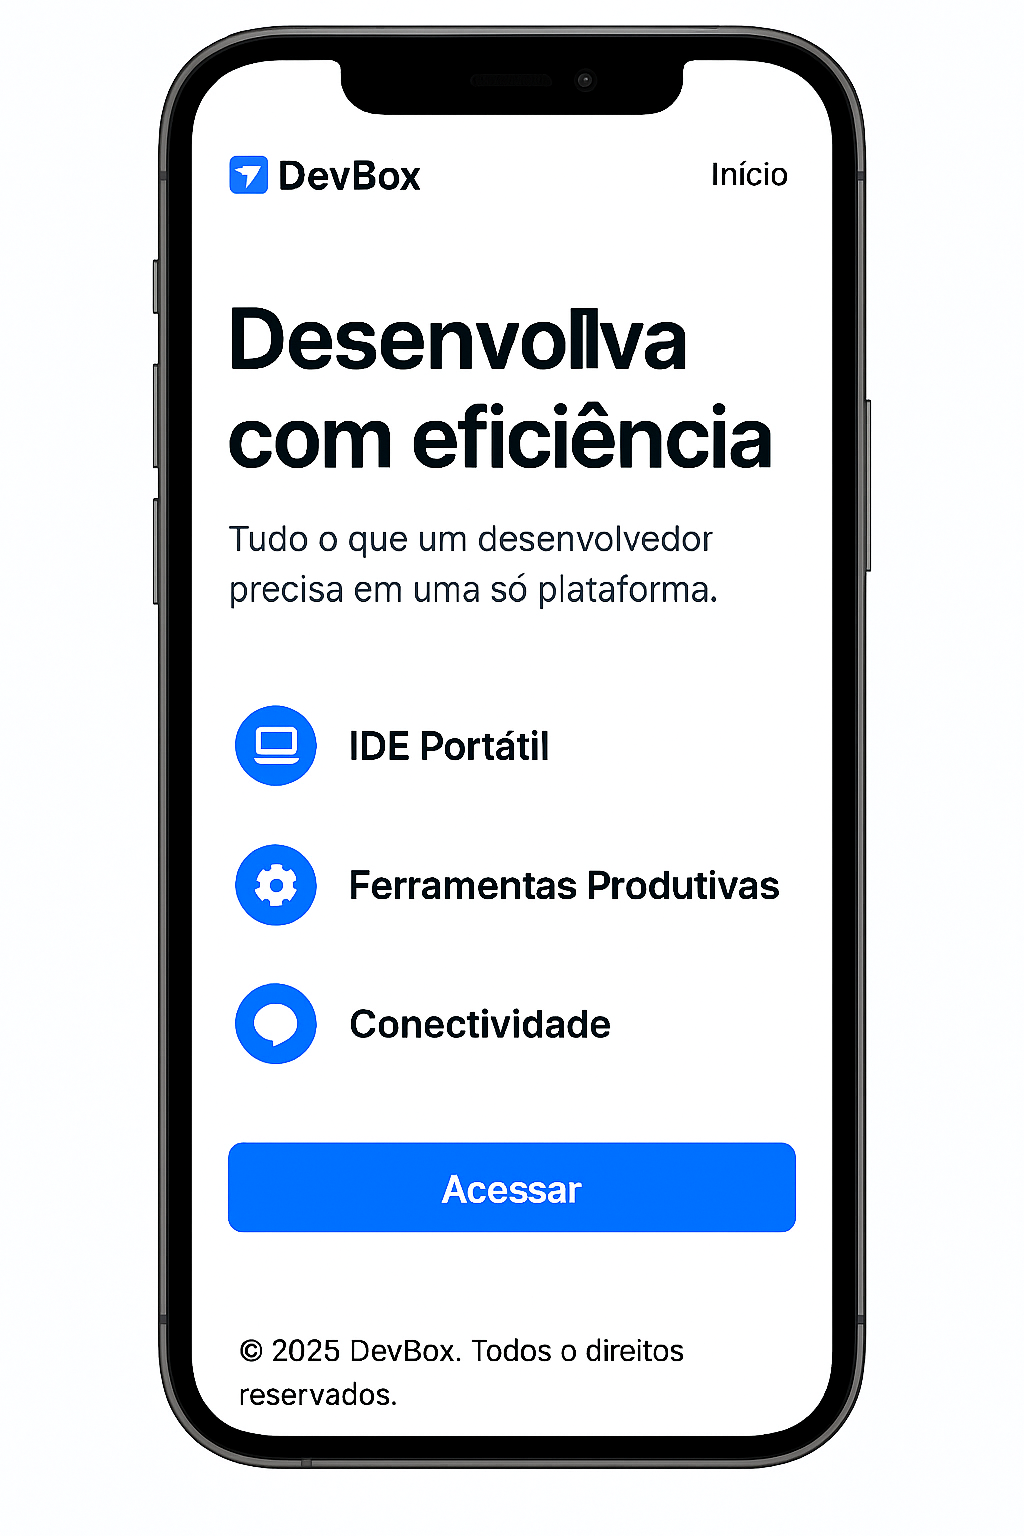 DevBox
Início
Desenvollva
com eficiência
Tudo o que um desenvolvedor
precisa em uma só plataforma.
IDE Portátil
Ferramentas Produtivas
Conectividade
Acessar
© 2025 DevBox. Todos o direitos
reservados.